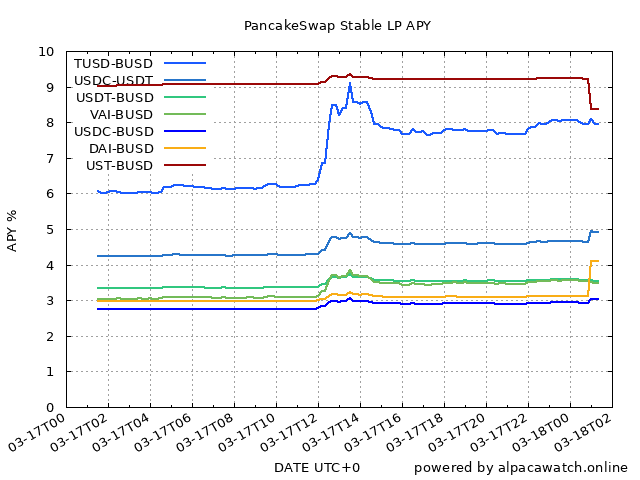 PancakeSwap Stable LP APY
TUSD-BUSD
USDC-USDT
USDT-BUSD
VAI-BUSD
USDC-BUSD
DAI-BUSD
UST-BUSD
APY %
10
9
8
7
6
5
4
3
2
1
0
03-17T00
03-17T02
03-17T04
03-17T06
03-17T08
03-17T10
03-17T12
03-17T14
03-17T16
03-17T18
03-17T20
03-17T22
03-18T00
03-18T02
DATE UTC+0
powered by alpacawatch.online